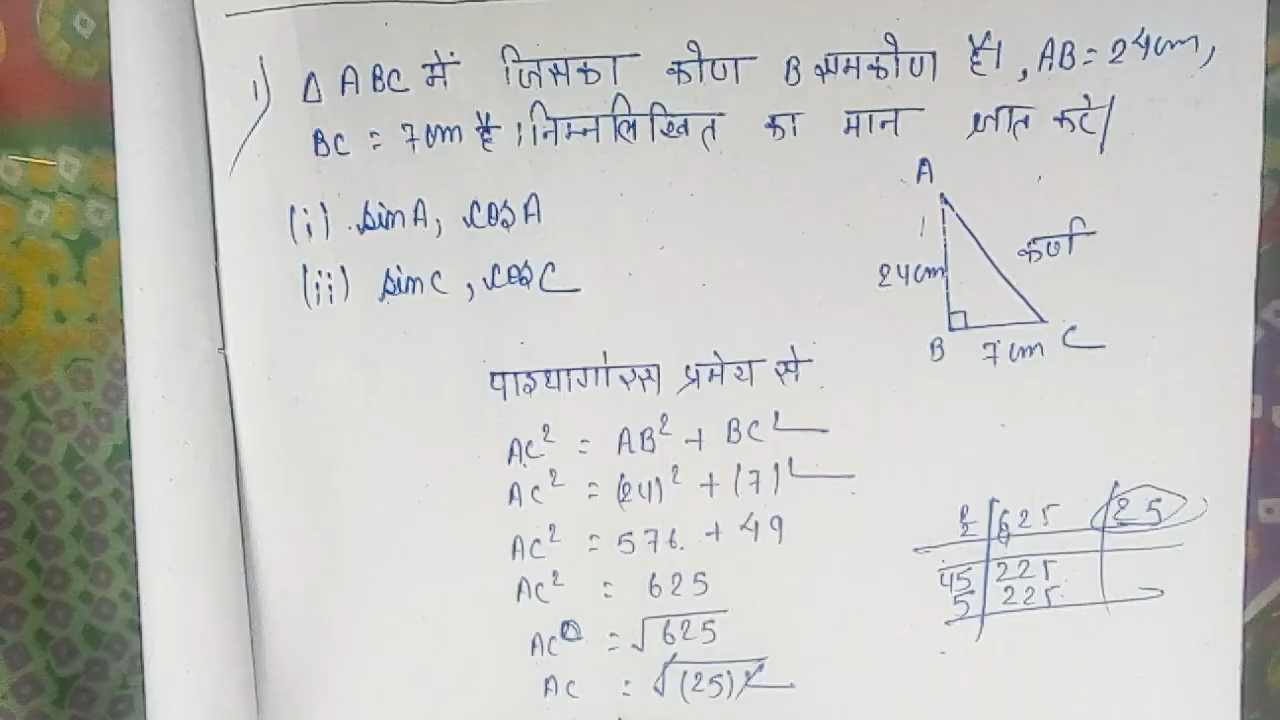 1) Δ ABC में जिसका कोण B समकोण है।, AB = 24cm,
BC = 7cm है। निम्नलिखित का मान ज्ञात करें।
(i) sinA, cosA
(ii) sinC, cosC
A
24cm
कर्ण
B 7cm C
पाइथागोरस प्रमेय से
AC² = AB² + BC²
AC² = (24)² + (7)²
AC² = 576 + 49
AC² = 625
AC = √625
AC = √(25)²
2 625 25
4
45 225
5 225